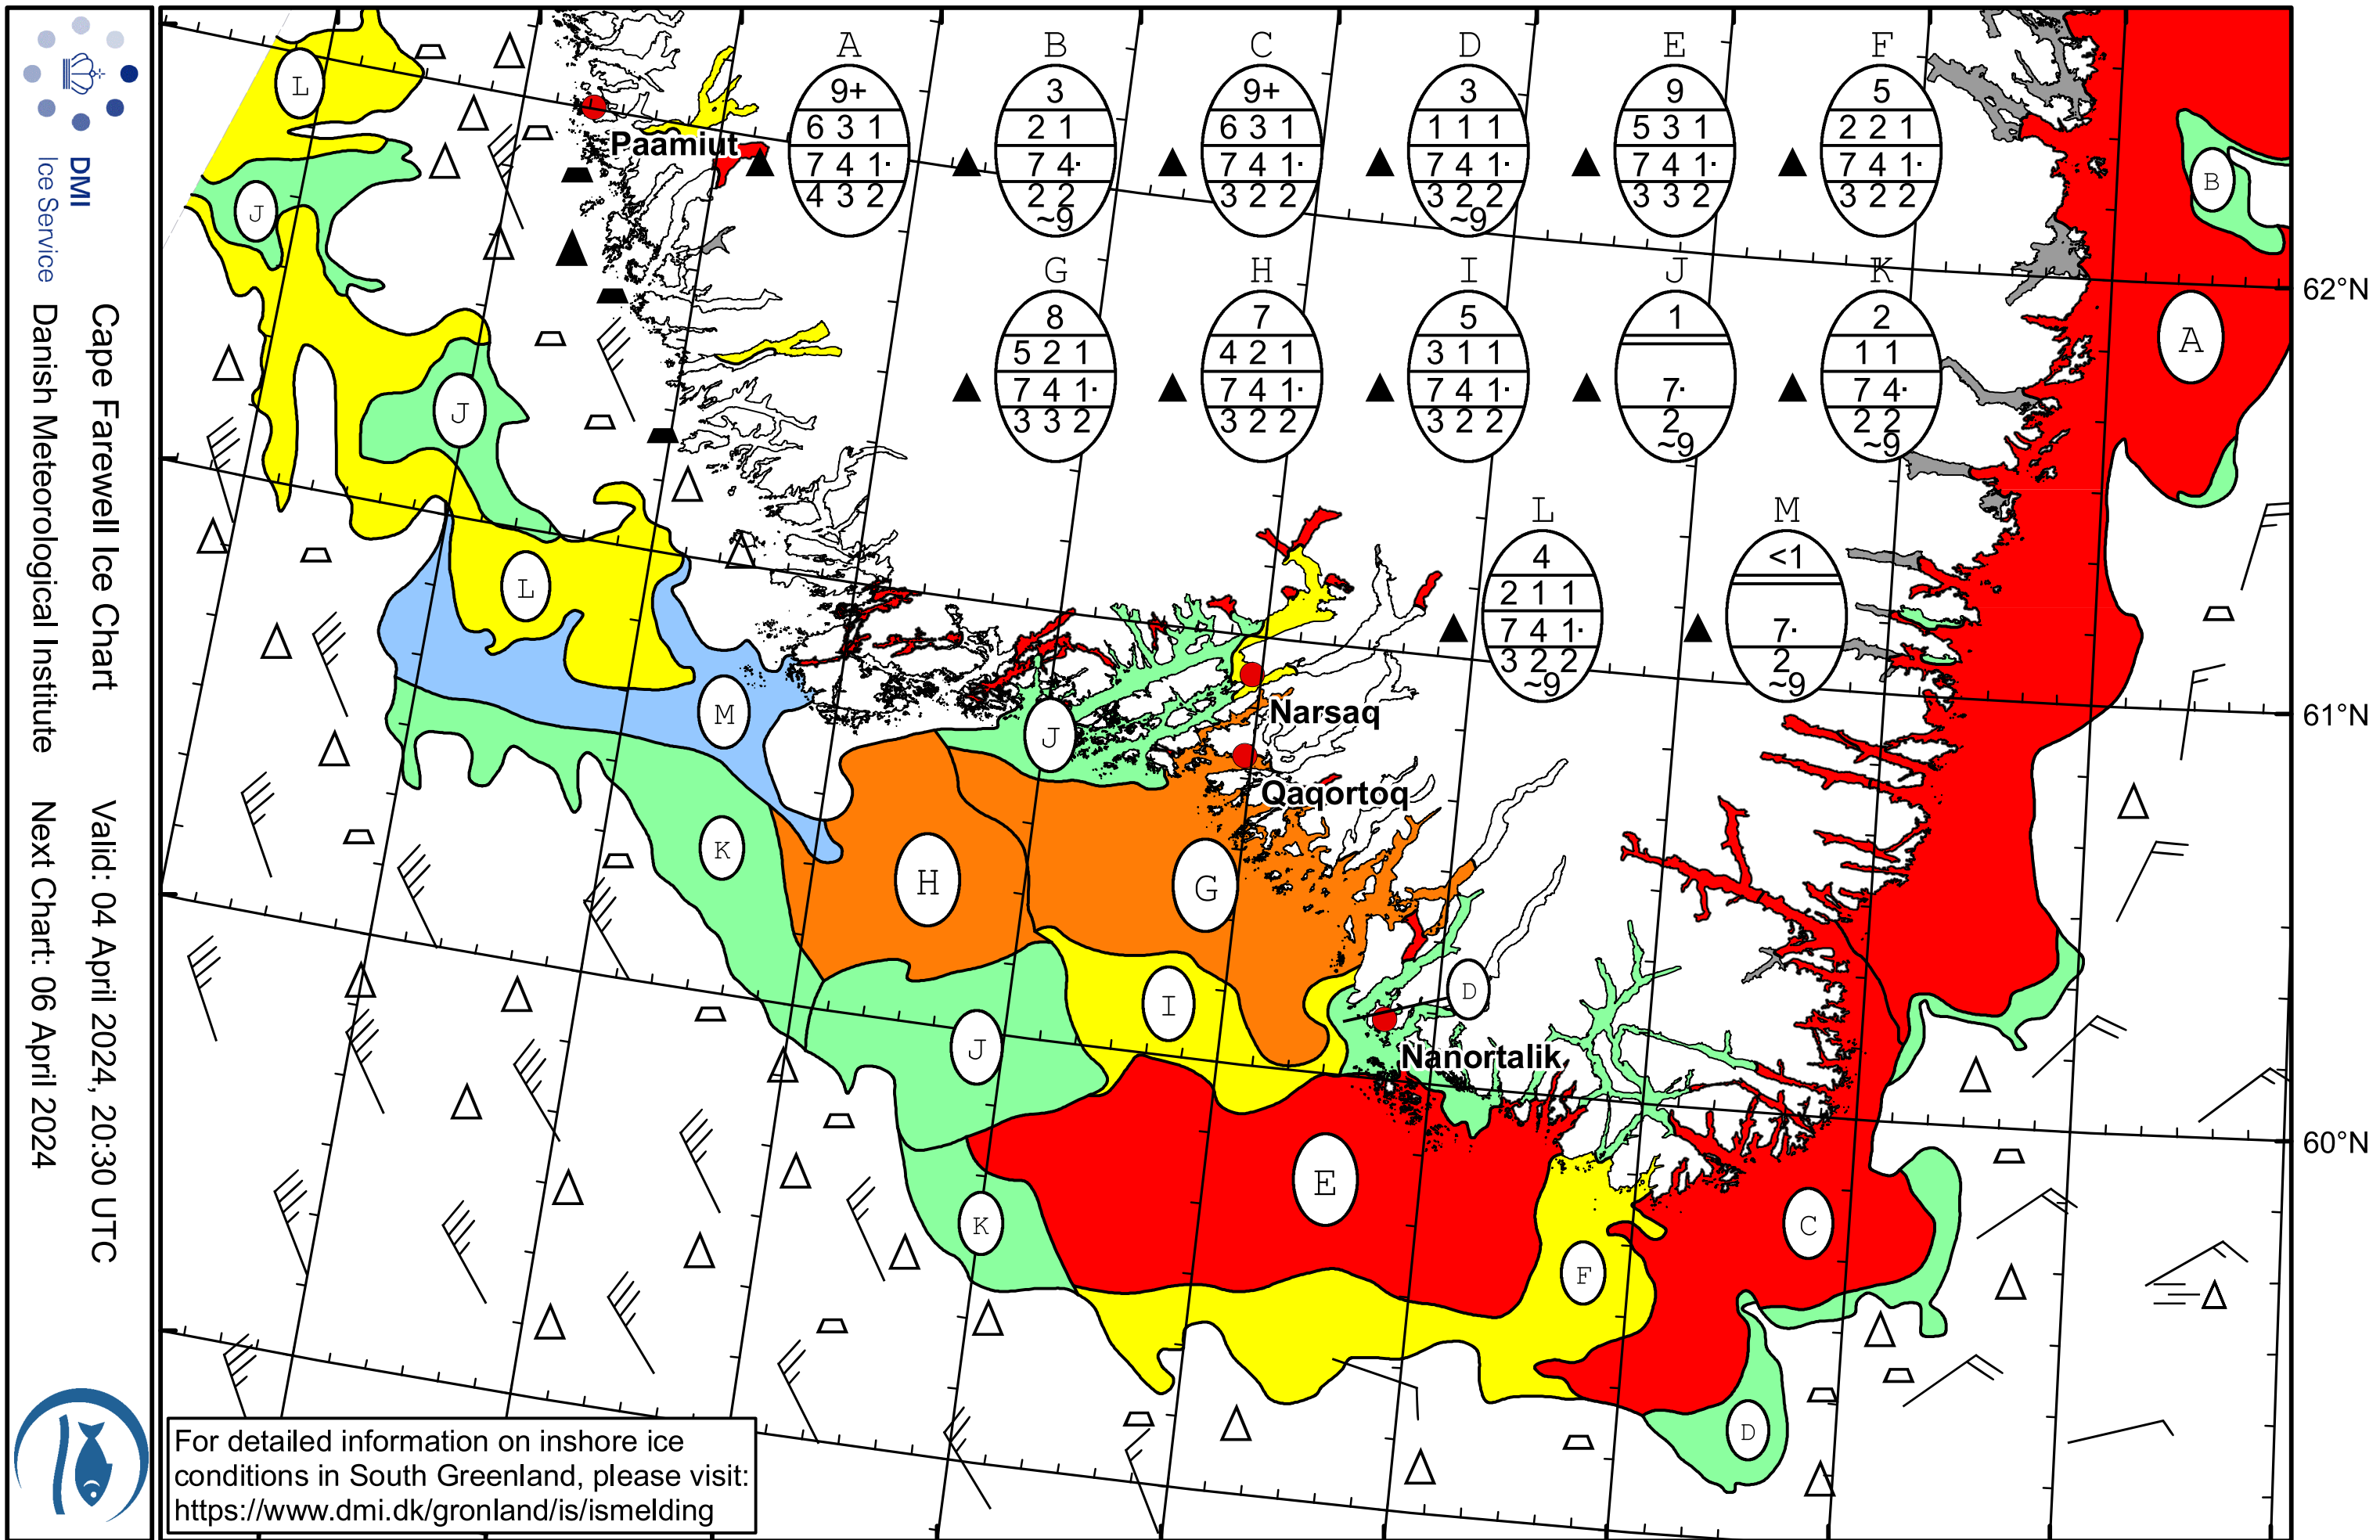 DMI
Ice Service
Cape Farewell Ice Chart
Valid: 04 April 2024, 20:30 UTC
Danish Meteorological Institute
Next Chart: 06 April 2024
A
9+
6 3 1
7 4 1·
4 3 2
B
3
2 1
7 4·
2 2
~9
C
9+
6 3 1
7 4 1·
3 2 2
D
3
1 1 1
7 4 1·
3 2 2
~9
E
9
5 3 1
7 4 1·
3 3 2
F
5
2 2 1
7 4 1·
3 2 2
G
8
5 2 1
7 4 1·
3 3 2
H
7
4 2 1
7 4 1·
3 2 2
I
5
3 1 1
7 4 1·
3 2 2
J
1
7·
2
~9
K
2
1 1
7 4·
2 2
~9
L
4
2 1 1
7 4 1·
3 2 2
~9
M
<1
7·
2
~9
L
Paamiut
B
J
62°N
A
J
L
Narsaq
M
J
61°N
Qaqortoq
K
H
G
D
I
Nanortalik
J
60°N
E
K
C
F
D
For detailed information on inshore ice
conditions in South Greenland, please visit:
https://www.dmi.dk/gronland/is/ismelding